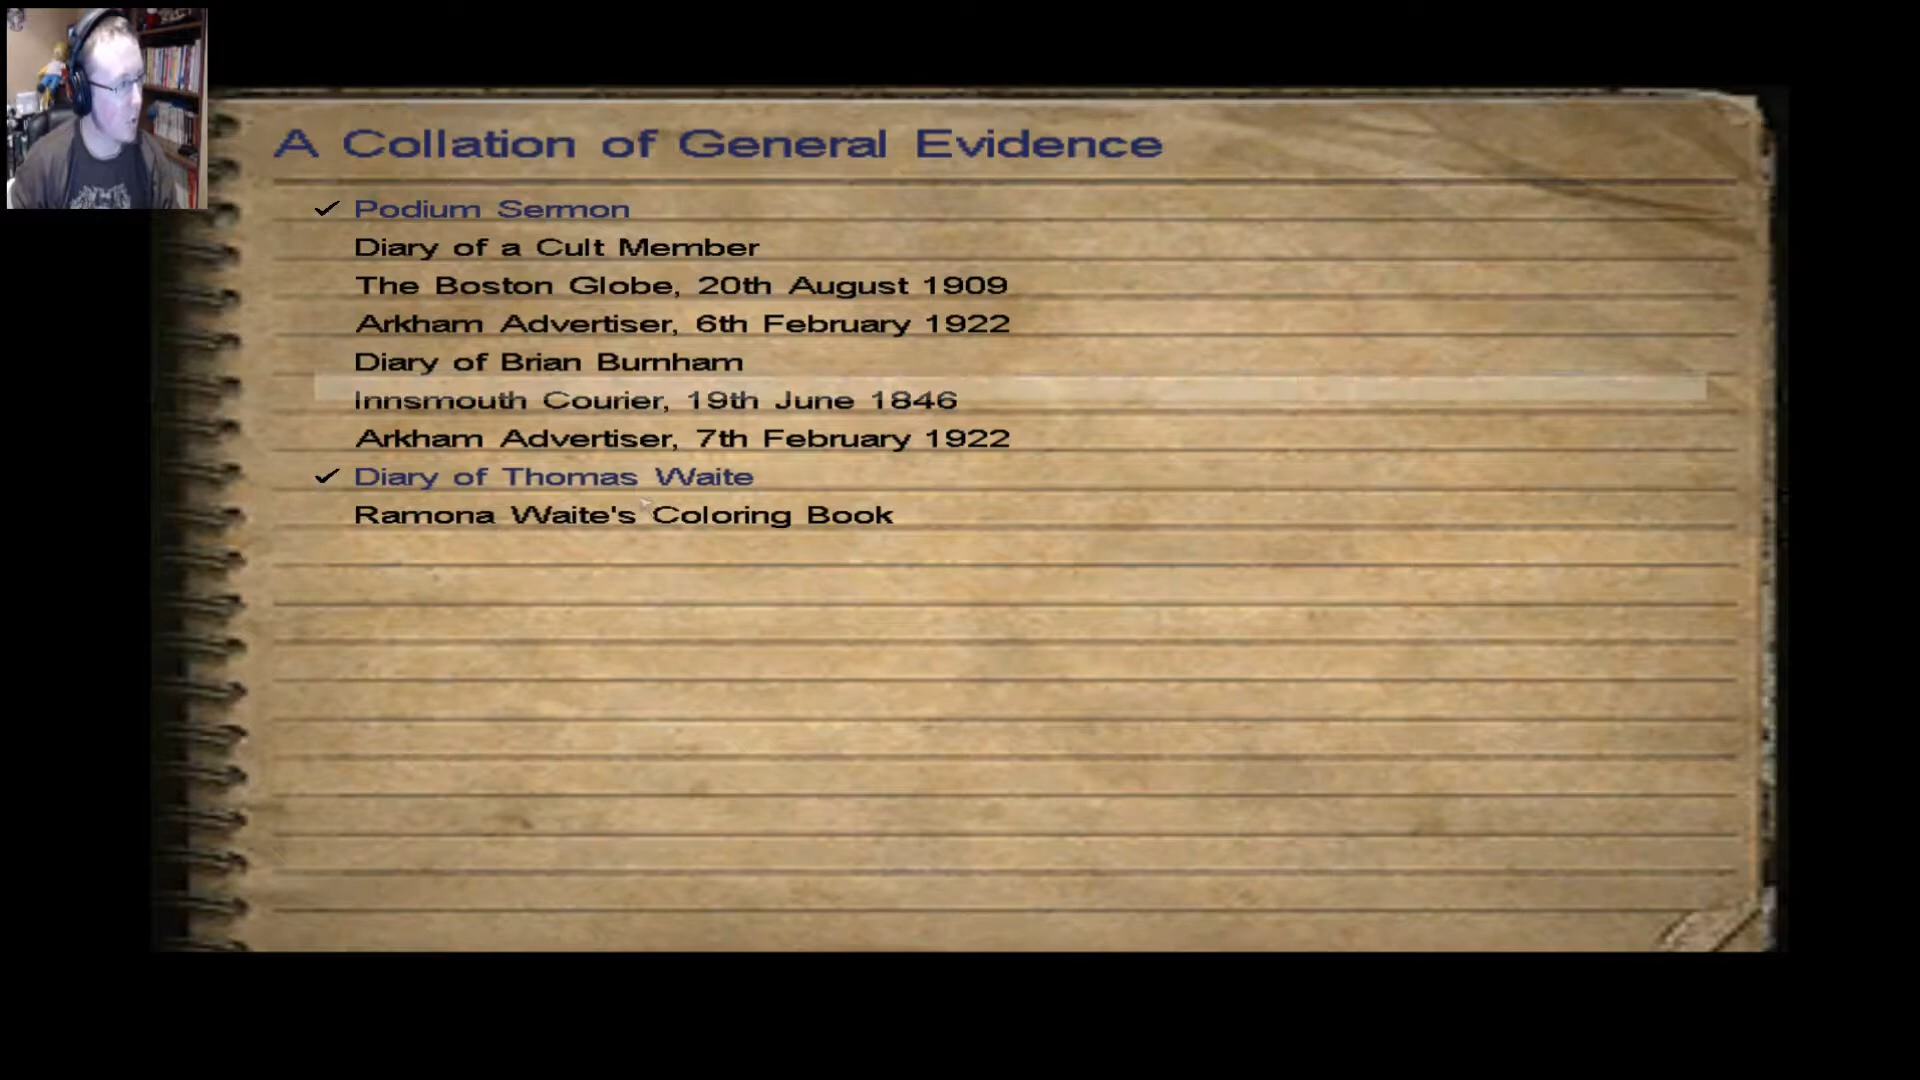 A Collation of General Evidence
✓ Podium Sermon
Diary of a Cult Member
The Boston Globe, 20th August 1909
Arkham Advertiser, 6th February 1922
Diary of Brian Burnham
Innsmouth Courier, 19th June 1846
Arkham Advertiser, 7th February 1922
✓ Diary of Thomas Waite
Ramona Waite's Coloring Book